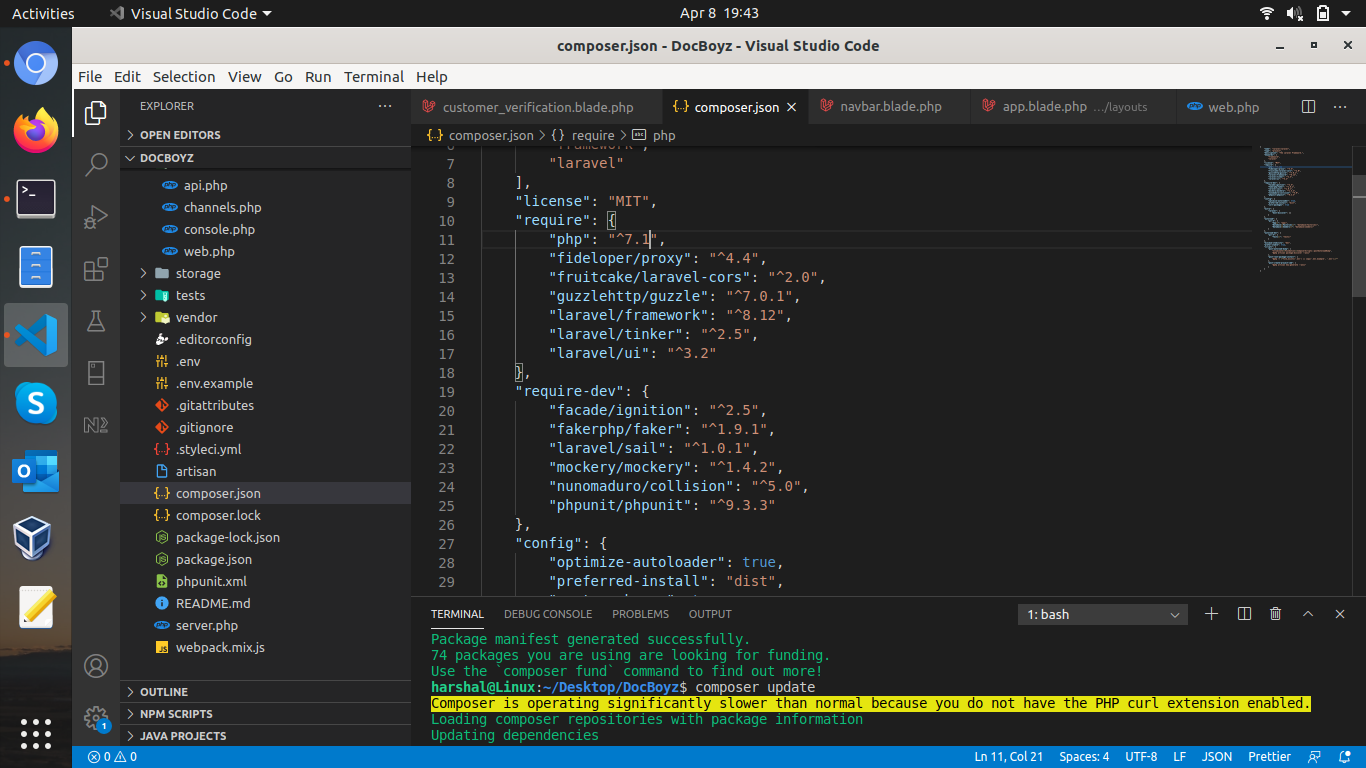 Activities
Visual Studio Code
Apr 8 19:43
composer.json - DocBoyz - Visual Studio Code
File Edit Selection View Go Run Terminal Help
EXPLORER
OPEN EDITORS
DOCBOYZ
api.php
channels.php
console.php
web.php
storage
tests
vendor
.editorconfig
.env
.env.example
.gitattributes
.gitignore
.styleci.yml
artisan
composer.json
composer.lock
package-lock.json
package.json
phpunit.xml
README.md
server.php
webpack.mix.js
OUTLINE
NPM SCRIPTS
JAVA PROJECTS
customer_verification.blade.php
composer.json
navbar.blade.php
app.blade.php .../layouts
web.php
composer.json > {} require > abc php
6 "framework",
7 "laravel"
8 ],
9 "license": "MIT",
10 "require": {
11 "php": "^7.1",
12 "fideloper/proxy": "^4.4",
13 "fruitcake/laravel-cors": "^2.0",
14 "guzzlehttp/guzzle": "^7.0.1",
15 "laravel/framework": "^8.12",
16 "laravel/tinker": "^2.5",
17 "laravel/ui": "^3.2"
18 },
19 "require-dev": {
20 "facade/ignition": "^2.5",
21 "fakerphp/faker": "^1.9.1",
22 "laravel/sail": "^1.0.1",
23 "mockery/mockery": "^1.4.2",
24 "nunomaduro/collision": "^5.0",
25 "phpunit/phpunit": "^9.3.3"
26 },
27 "config": {
28 "optimize-autoloader": true,
29 "preferred-install": "dist",
TERMINAL DEBUG CONSOLE PROBLEMS OUTPUT
1: bash
Package manifest generated successfully.
74 packages you are using are looking for funding.
Use the `composer fund` command to find out more!
harshal@Linux:~/Desktop/DocBoyz$ composer update
Composer is operating significantly slower than normal because you do not have the PHP curl extension enabled.
Loading composer repositories with package information
Updating dependencies
1
0 0
Ln 11, Col 21 Spaces: 4 UTF-8 LF JSON Prettier